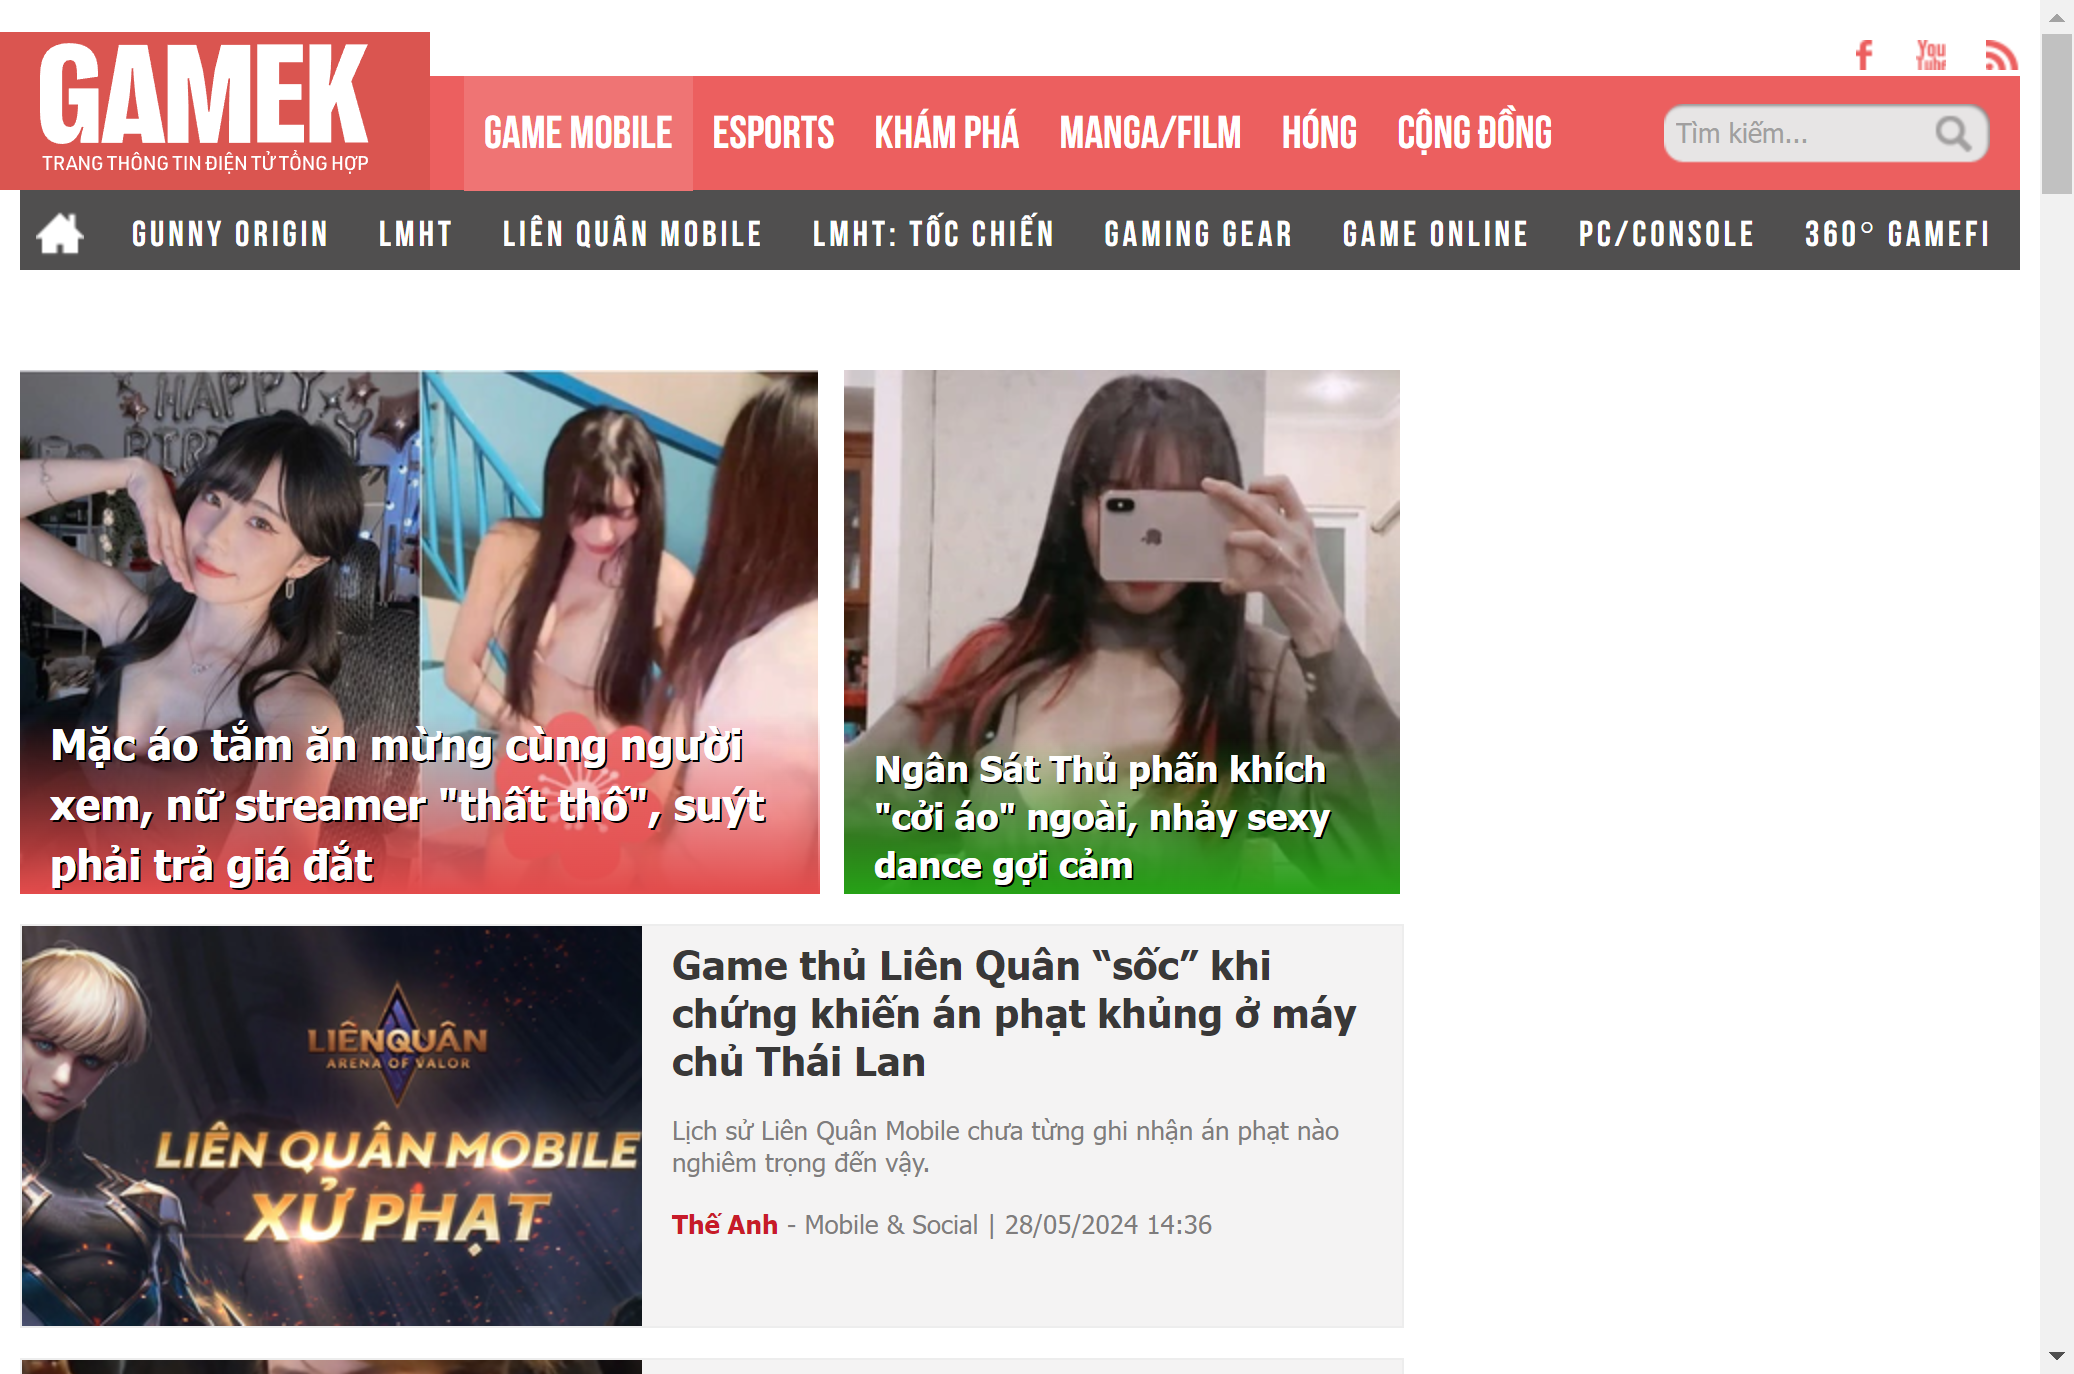 GAMEK
TRANG THÔNG TIN ĐIỆN TỬ TỔNG HỢP
You
Tube
GAME MOBILE ESPORTS KHÁM PHÁ MANGA/FILM HÓNG CỘNG ĐỒNG
Tìm kiếm...
GUNNY ORIGIN LMHT LIÊN QUÂN MOBILE LMHT: TỐC CHIẾN GAMING GEAR GAME ONLINE PC/CONSOLE 360° GAMEFI
HAPPY
Mặc áo tắm ăn mừng cùng người
xem, nữ streamer "thất thố", suýt
phải trả giá đắt
Ngân Sát Thủ phấn khích
"cởi áo" ngoài, nhảy sexy
dance gợi cảm
LIÊNQUÂN
ARENA OF VALOR
LIÊN QUÂN MOBILE
XỬ PHẠT
Game thủ Liên Quân “sốc” khi
chứng khiến án phạt khủng ở máy
chủ Thái Lan
Lịch sử Liên Quân Mobile chưa từng ghi nhận án phạt nào
nghiêm trọng đến vậy.
Thế Anh - Mobile & Social | 28/05/2024 14:36